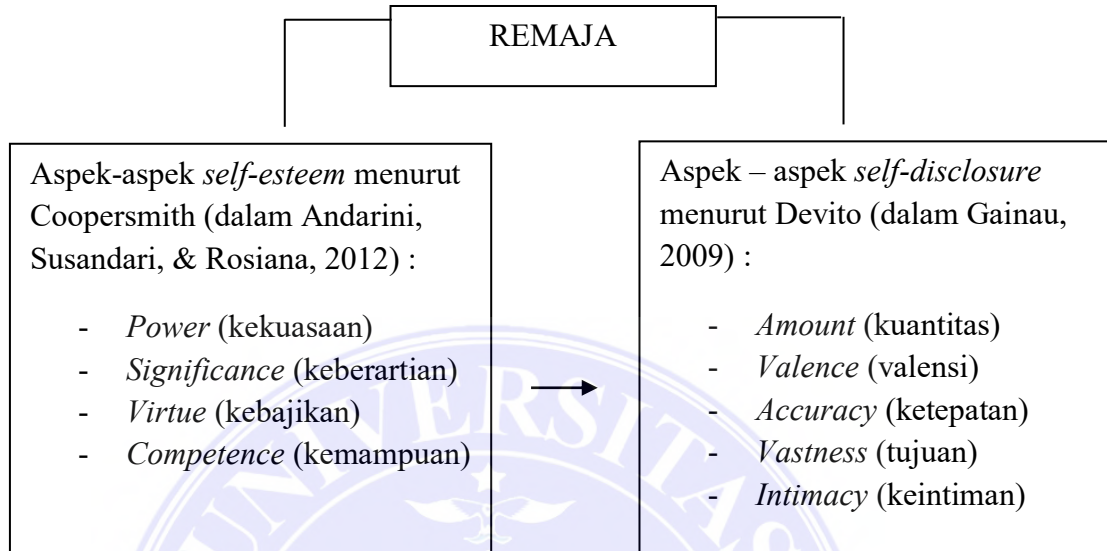 REMAJA
Aspek-aspek self-esteem menurut
Coopersmith (dalam Andarini,
Susandari, & Rosiana, 2012) :
- Power (kekuasaan)
- Significance (keberartian)
- Virtue (kebajikan)
- Competence (kemampuan)
Aspek – aspek self-disclosure
menurut Devito (dalam Gainau,
2009) :
- Amount (kuantitas)
- Valence (valensi)
- Accuracy (ketepatan)
- Vastness (tujuan)
- Intimacy (keintiman)
UNIVERSITAS